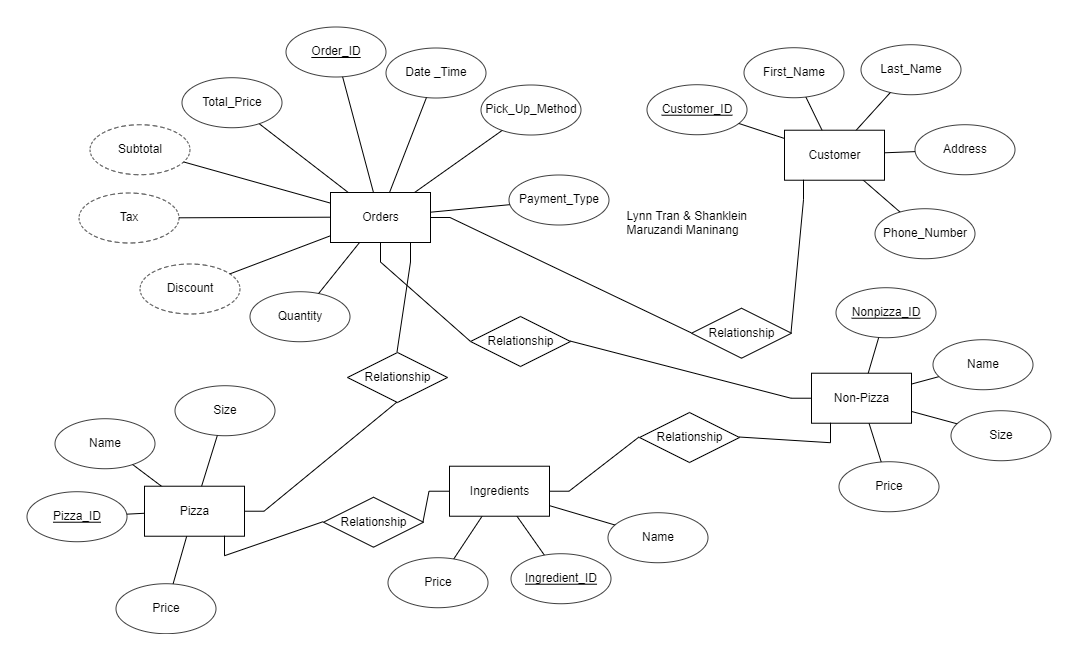 Order_ID
Date _Time
Total_Price
Pick_Up_Method
Subtotal
Payment_Type
Tax
Orders
Discount
Quantity
First_Name
Last_Name
Customer_ID
Customer
Address
Phone_Number
Lynn Tran & Shanklein
Maruzandi Maninang
Relationship
Relationship
Relationship
Nonpizza_ID
Name
Non-Pizza
Size
Price
Relationship
Size
Name
Pizza_ID
Pizza
Price
Relationship
Ingredients
Name
Price
Ingredient_ID